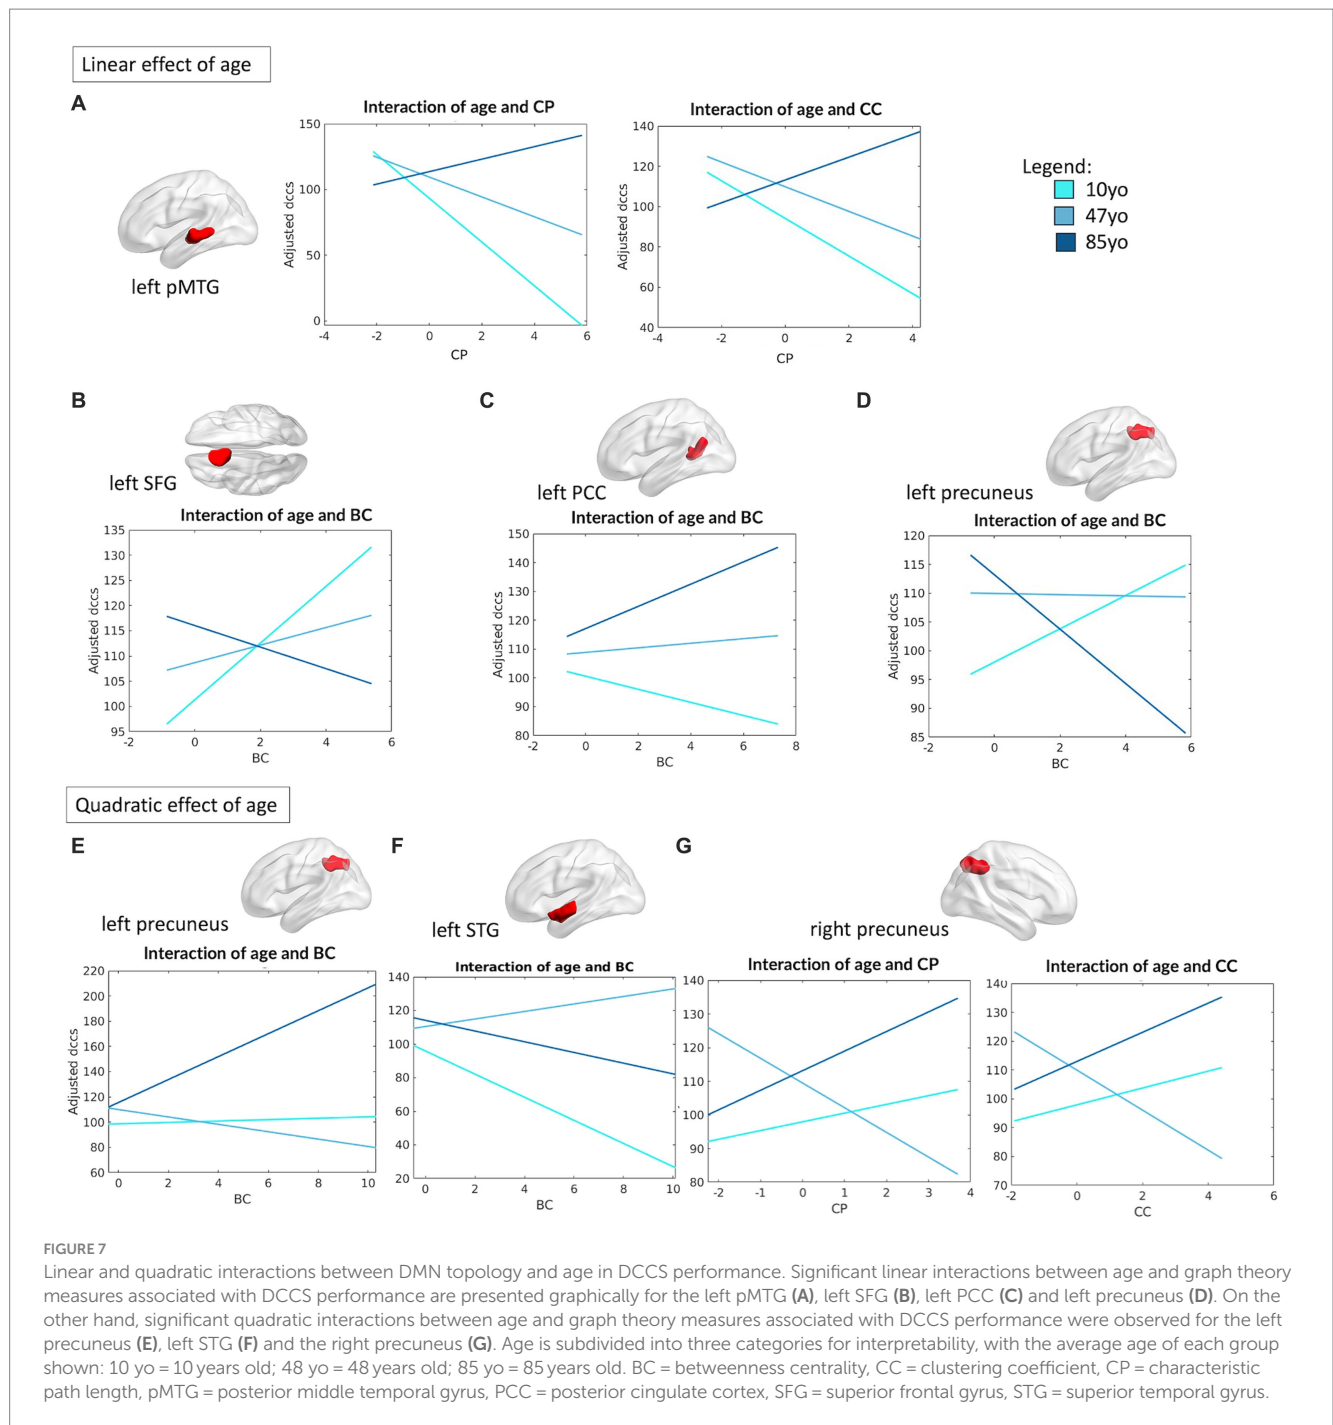 Linear effect of age
A
Interaction of age and CP
150
100
50
0
-4 -2 0 2 4 6
Adjusted dccs
CP
left pMTG
Interaction of age and CC
140
120
100
80
60
40
-4 -2 0 2 4
Adjusted dccs
CP
Legend:
10yo
47yo
85yo
B
left SFG
Interaction of age and BC
135
130
125
120
115
110
105
100
95
-2 0 2 4 6
Adjusted dccs
BC
C
left PCC
Interaction of age and BC
150
140
130
120
110
100
90
80
-2 0 2 4 6 8
Adjusted dccs
BC
D
left precuneus
Interaction of age and BC
120
115
110
105
100
95
90
85
-2 0 2 4 6
Adjusted dccs
BC
Quadratic effect of age
E
left precuneus
Interaction of age and BC
220
200
180
160
140
120
100
80
60
0 2 4 6 8 10
Adjusted dccs
BC
F
left STG
Interaction of age and BC
140
120
100
80
60
40
20
0 2 4 6 8 10
BC
G
right precuneus
Interaction of age and CP
140
130
120
110
100
90
80
-2 -1 0 1 2 3 4
CP
Interaction of age and CC
140
130
120
110
100
90
80
70
-2 0 2 4 6
CC
FIGURE 7
Linear and quadratic interactions between DMN topology and age in DCCS performance. Significant linear interactions between age and graph theory
measures associated with DCCS performance are presented graphically for the left pMTG (A), left SFG (B), left PCC (C) and left precuneus (D). On the
other hand, significant quadratic interactions between age and graph theory measures associated with DCCS performance were observed for the left
precuneus (E), left STG (F) and the right precuneus (G). Age is subdivided into three categories for interpretability, with the average age of each group
shown: 10 yo = 10 years old; 48 yo = 48 years old; 85 yo = 85 years old. BC = betweenness centrality, CC = clustering coefficient, CP = characteristic
path length, pMTG = posterior middle temporal gyrus, PCC = posterior cingulate cortex, SFG = superior frontal gyrus, STG = superior temporal gyrus.